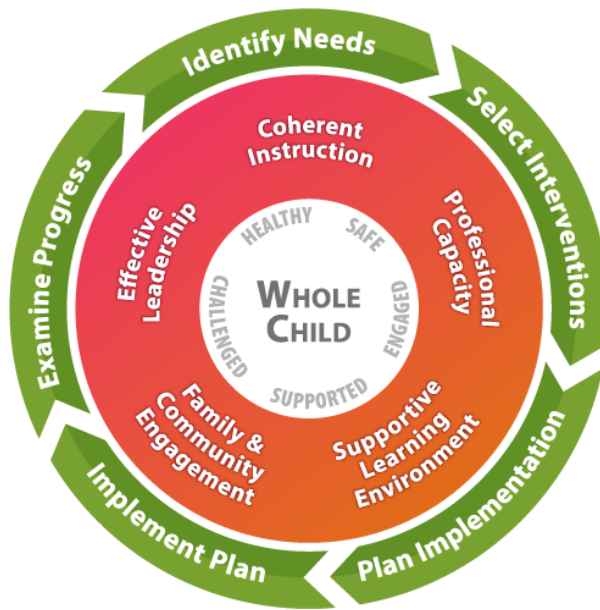 Identify Needs
Select Interventions
Plan Implementation
Implement Plan
Examine Progress
Coherent
Instruction
Professional
Capacity
Supportive
Learning
Environment
Family &
Community
Engagement
Effective
Leadership
HEALTHY
SAFE
ENGAGED
SUPPORTED
CHALLENGED
WHOLE
CHILD